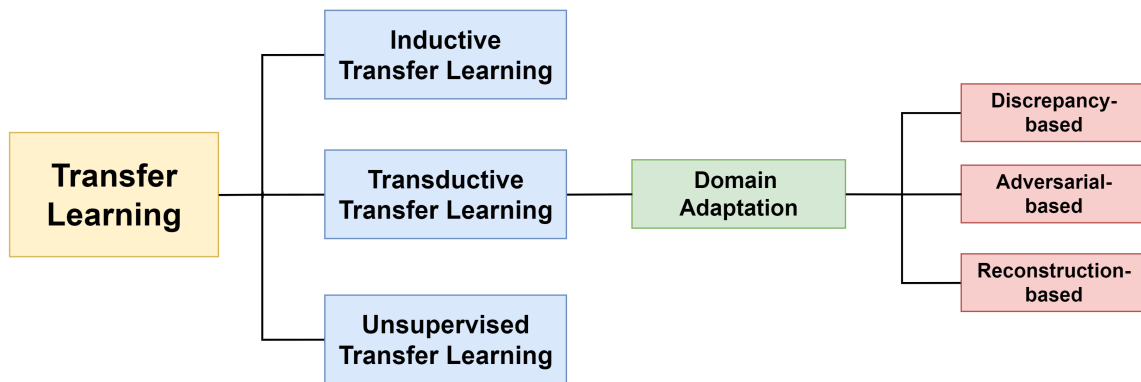 Transfer
Learning
Inductive
Transfer Learning
Transductive
Transfer Learning
Unsupervised
Transfer Learning
Domain
Adaptation
Discrepancy-
based
Adversarial-
based
Reconstruction-
based